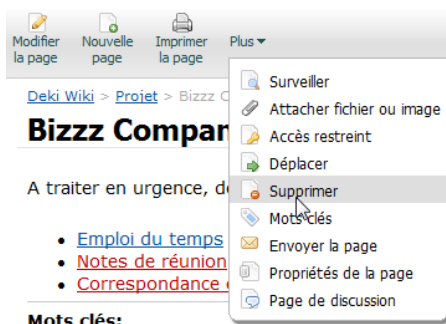 Modifier la page
Nouvelle page
Imprimer la page
Plus
Surveiller
Attacher fichier ou image
Accès restreint
Déplacer
Supprimer
Mots clés
Envoyer la page
Propriétés de la page
Page de discussion
Deki Wiki > Projet > Bizzz
Bizzz
A traiter en urgence,
Emploi du temps
Notes de réunion
Correspondance
Mots clés: